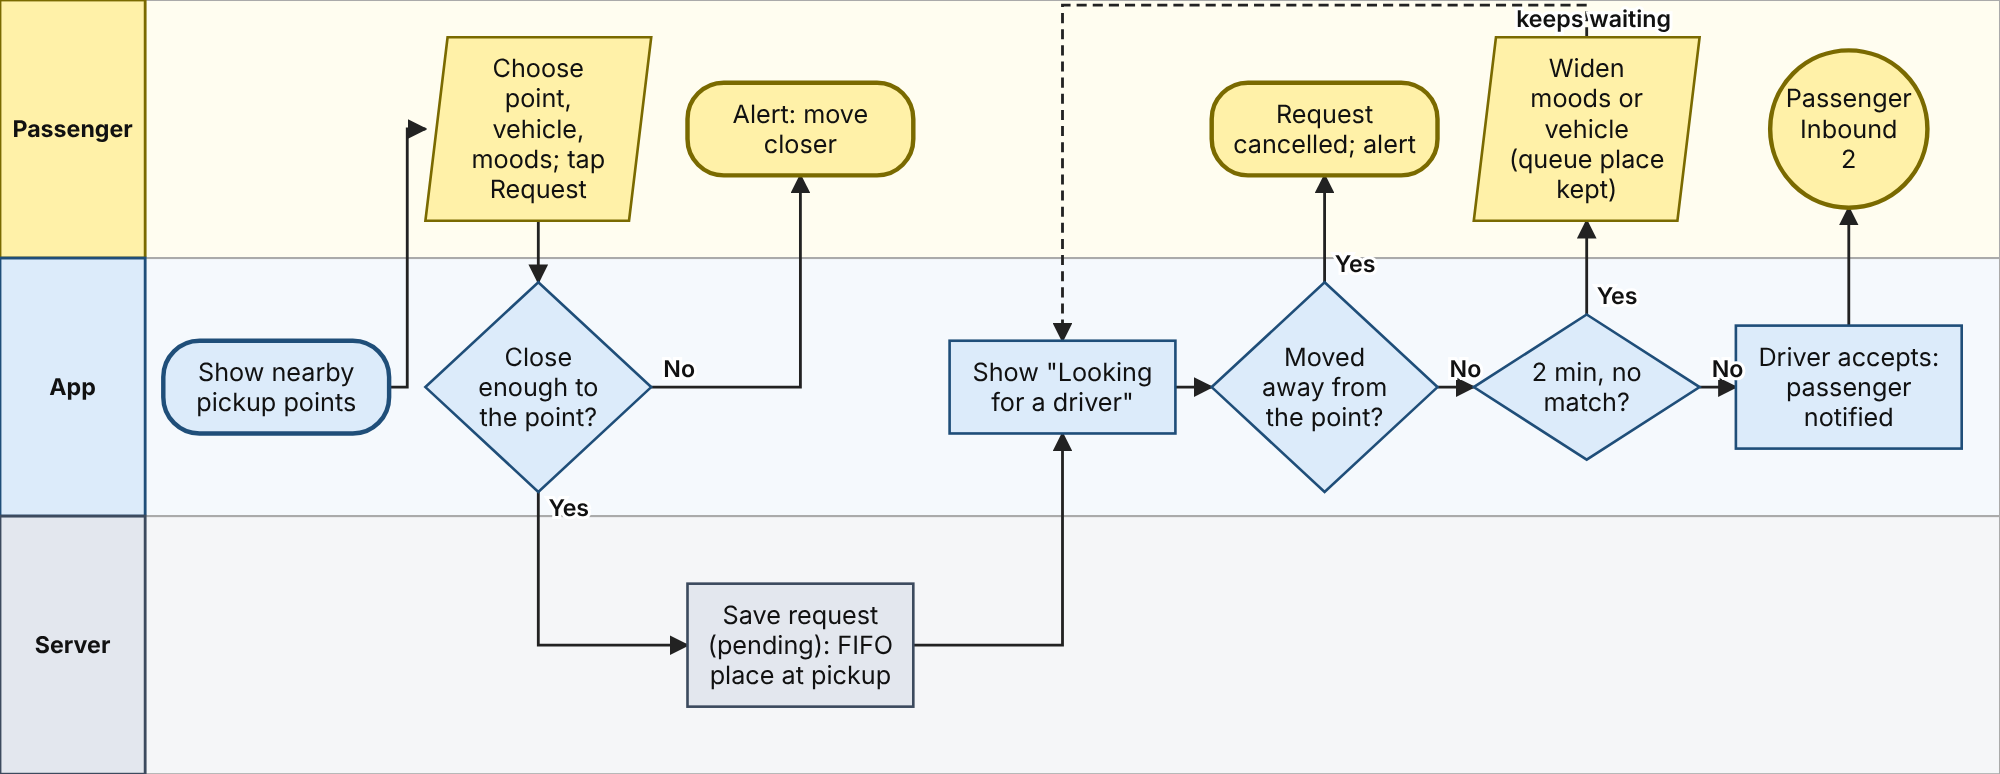 Passenger
Choose
point,
vehicle,
moods; tap
Request
Alert: move
closer
Request
cancelled; alert
keeps waiting
Widen
moods or
vehicle
(queue place
kept)
Passenger
Inbound
2
App
Show nearby
pickup points
Close
enough to
the point?
No
Yes
Show "Looking
for a driver"
Moved
away from
the point?
Yes
No
2 min, no
match?
Yes
No
Driver accepts:
passenger
notified
Server
Save request
(pending): FIFO
place at pickup